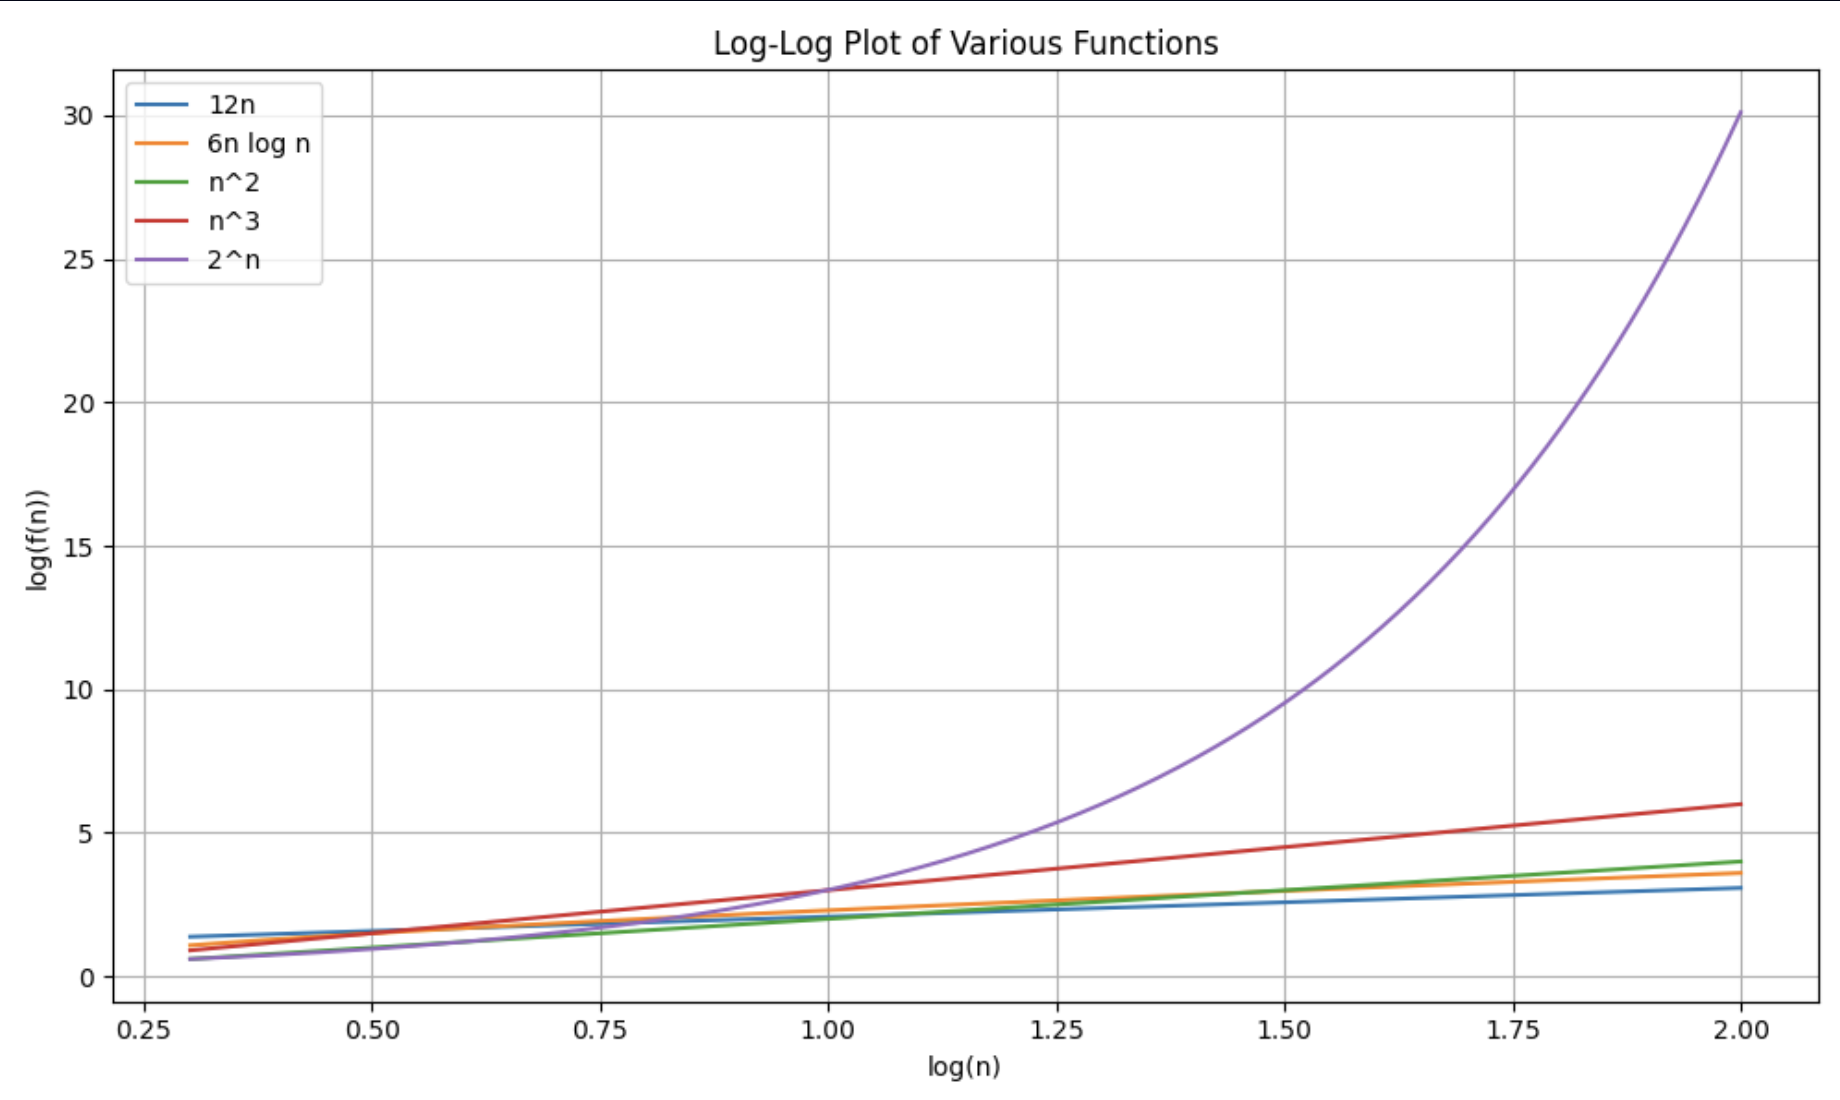 Log-Log Plot of Various Functions
12n
6n log n
n^2
n^3
2^n
log(f(n))
30
25
20
15
10
5
0
0.25 0.50 0.75 1.00 1.25 1.50 1.75 2.00
log(n)